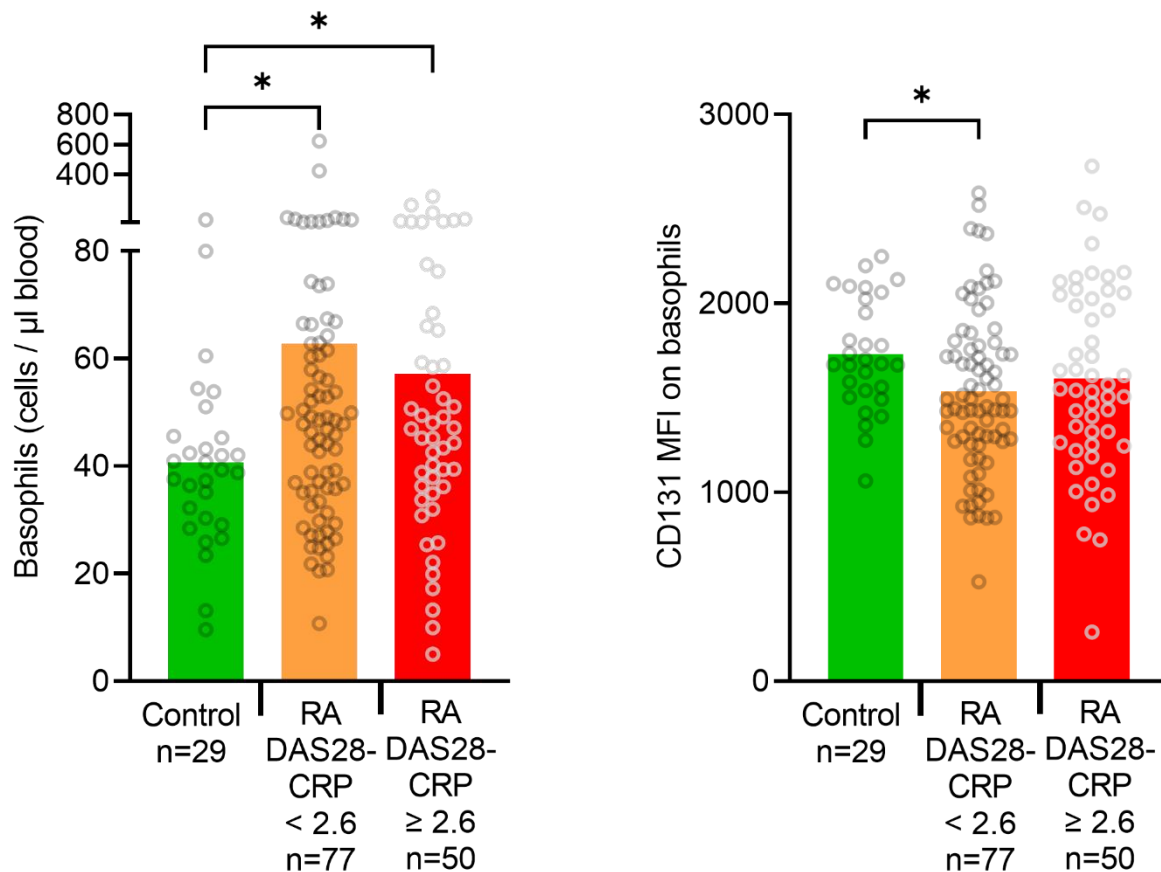 *
*
Basophils (cells / µl blood)
800
600
400
80
60
40
20
0
Control
n=29
RA
DAS28-
CRP
< 2.6
n=77
RA
DAS28-
CRP
≥ 2.6
n=50
*
CD131 MFI on basophils
3000
2000
1000
0
Control
n=29
RA
DAS28-
CRP
< 2.6
n=77
RA
DAS28-
CRP
≥ 2.6
n=50